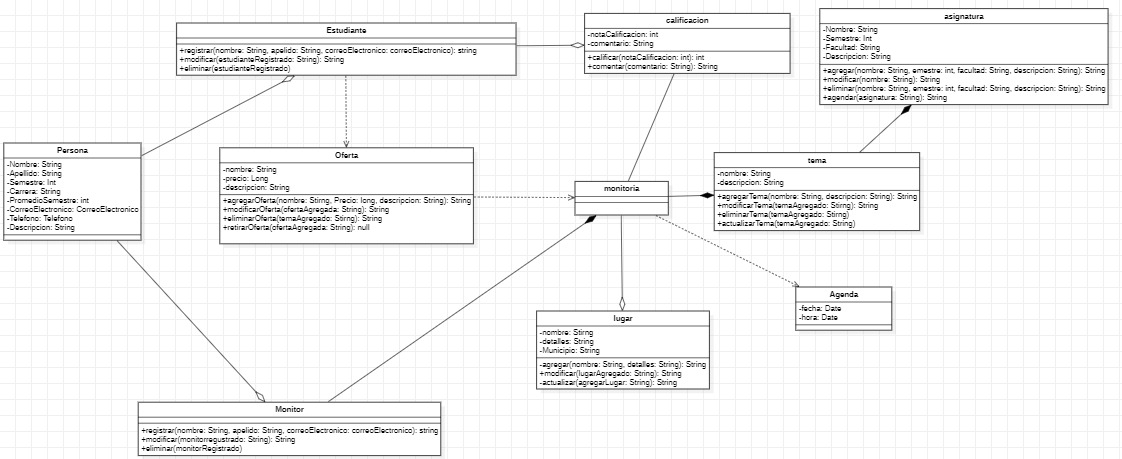 Estudiante
+registrar(nombre: String, apelido: String, correoElectronico: correoElectronico): string
+modificar(estudianteRegistrado: String): String
+eliminar(estudianteRegistrado)
calificacion
-notaCalificacion: int
-comentario: String
+calificar(notaCalificacion: int): int
+comentar(comentario: String): String
asignatura
-Nombre: String
-Semestre: Int
-Facultad: String
-Descripcion: String
+agregar(nombre: String, emestre: int, facultad: String, descripcion: String): String
+modificar(nombre: String): String
+eliminar(nombre: String, emestre: int, facultad: String, descripcion: String): String
+agendar(asignatura: String): String
Persona
-Nombre: String
-Apellido: String
-Semestre: Int
-Carrera: String
-PromedioSemestre: int
-CorreoElectronico: CorreoElectronico
-Telefono: Telefono
-Descripcion: String
Oferta
-nombre: String
-precio: Long
-descripcion: String
+agregarOferta(nombre: String, Precio: long, descripcion: String): String
+modificarOferta(ofertaAgregada: String): String
+eliminarOferta(temaAgregado: String): String
+retirarOferta(ofertaAgregada: String): null
monitoria
tema
-nombre: String
-descripcion: String
+agregarTema(nombre: String, descripcion: String): String
+modificarTema(temaAgregado: String): String
+eliminarTema(temaAgregado: String)
+actualizarTema(temaAgregado: String)
Agenda
-fecha: Date
-hora: Date
lugar
-nombre: Stirng
-detalles: String
-Municipio: String
-agregar(nombre: String, detalles: String): String
+modificar(lugarAgregado: String): String
-actualizar(agregarLugar: String): String
Monitor
+registrar(nombre: String, apelido: String, correoElectronico: correoElectronico): string
+modificar(monitorregustrado: String): String
+eliminar(monitorRegistrado)